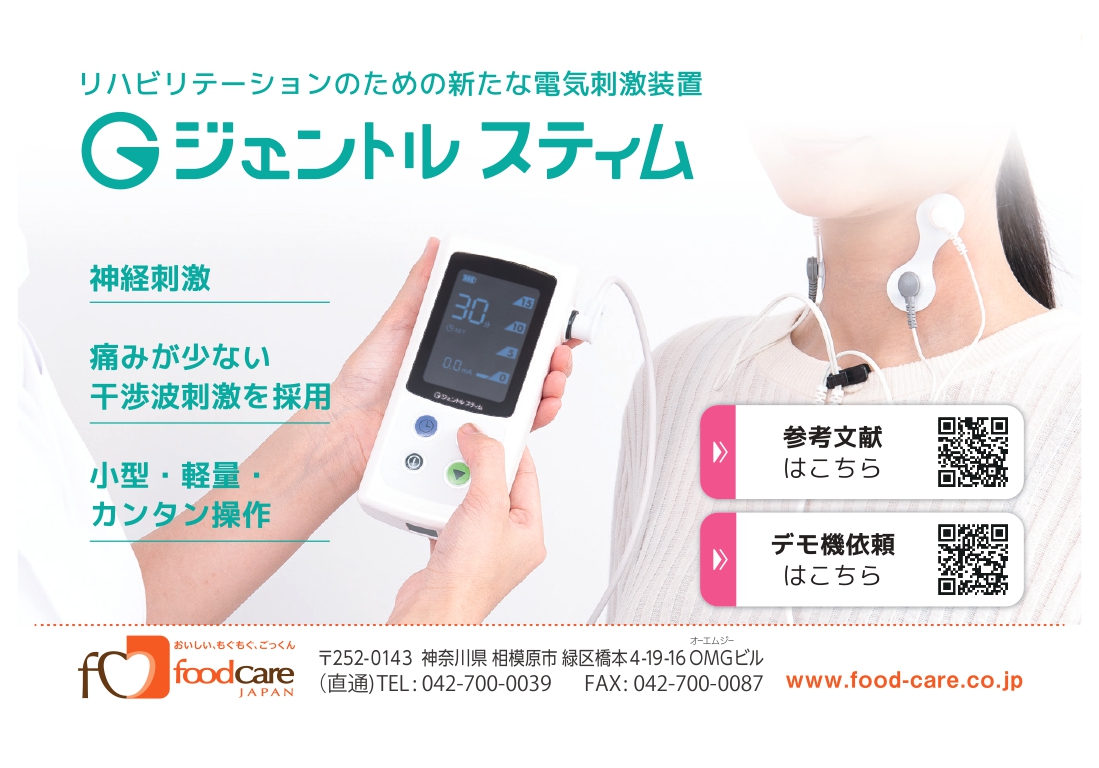 リハビリテーションのための新たな電気刺激装置
G ジェントル スティム
神経刺激
痛みが少ない
干渉波刺激を採用
小型・軽量・
カンタン操作
30
SET
13
10
3
0.0 mA
0
G ジェントル スティム
参考文献
はこちら
デモ機依頼
はこちら
おいしい、もぐもぐ、ごっくん
fc foodcare
JAPAN
オーエムジー
〒252-0143 神奈川県 相模原市 緑区橋本4-19-16 OMGビル
(直通)TEL：042-700-0039 FAX：042-700-0087
www.food-care.co.jp